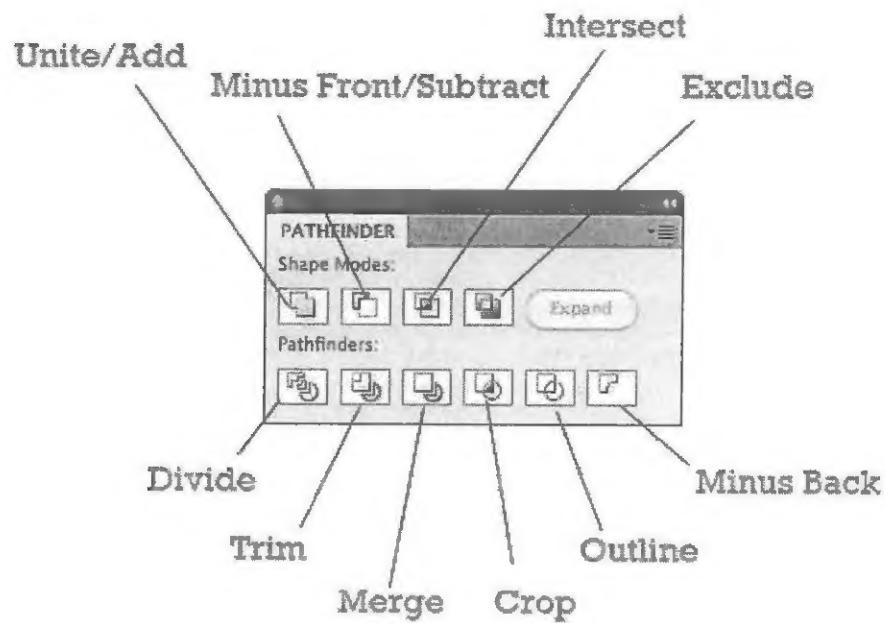 Intersect
Unite/Add
Minus Front/Subtract
Exclude
PATHFINDER
Shape Modes:
Expand
Pathfinders:
Divide
Minus Back
Trim
Outline
Merge
Crop